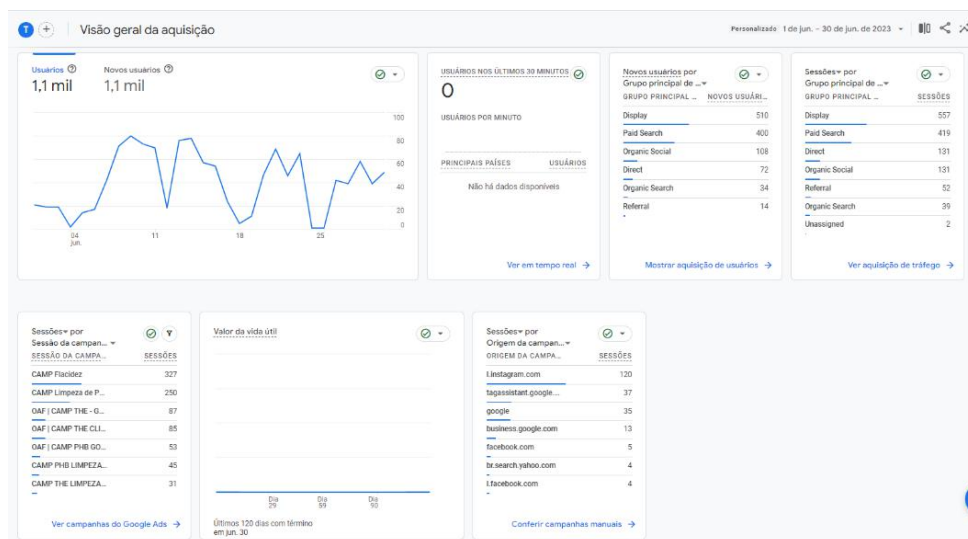 T
Visão geral da aquisição
Personalizado 1 de jun. – 30 de jun. de 2023
Usuários
Novos usuários
1,1 mil
1,1 mil
100
80
60
40
20
0
04
jun.
11
18
25
USUÁRIOS NOS ÚLTIMOS 30 MINUTOS
0
USUÁRIOS POR MINUTO
PRINCIPAIS PAÍSES USUÁRIOS
Não há dados disponíveis
Ver em tempo real
Novos usuários por
Grupo principal de ...
GRUPO PRINCIPAL ... NOVOS USUÁRI...
Display 510
Paid Search 400
Organic Social 108
Direct 72
Organic Search 34
Referral 14
Mostrar aquisição de usuários
Sessões por
Grupo principal de ...
GRUPO PRINCIPAL ... SESSÕES
Display 557
Paid Search 419
Direct 131
Organic Social 131
Referral 52
Organic Search 39
Unassigned 2
Ver aquisição de tráfego
Sessões por
Sessão da campan...
SESSÃO DA CAMPA... SESSÕES
CAMP Flacidez 327
CAMP Limpeza de P... 250
OAF | CAMP THE - G... 87
OAF | CAMP THE CLI... 85
OAF | CAMP PHB GO... 53
CAMP PHB LIMPEZA... 45
CAMP THE LIMPEZA... 31
Ver campanhas do Google Ads
Valor da vida útil
Dia
29
Dia
59
Dia
90
Últimos 120 dias com término
em jun. 30
Sessões por
Origem da campan...
ORIGEM DA CAMPA... SESSÕES
l.instagram.com 120
tagassistant.google.... 37
google 35
business.google.com 13
facebook.com 5
br.search.yahoo.com 4
l.facebook.com 4
Conferir campanhas manuais